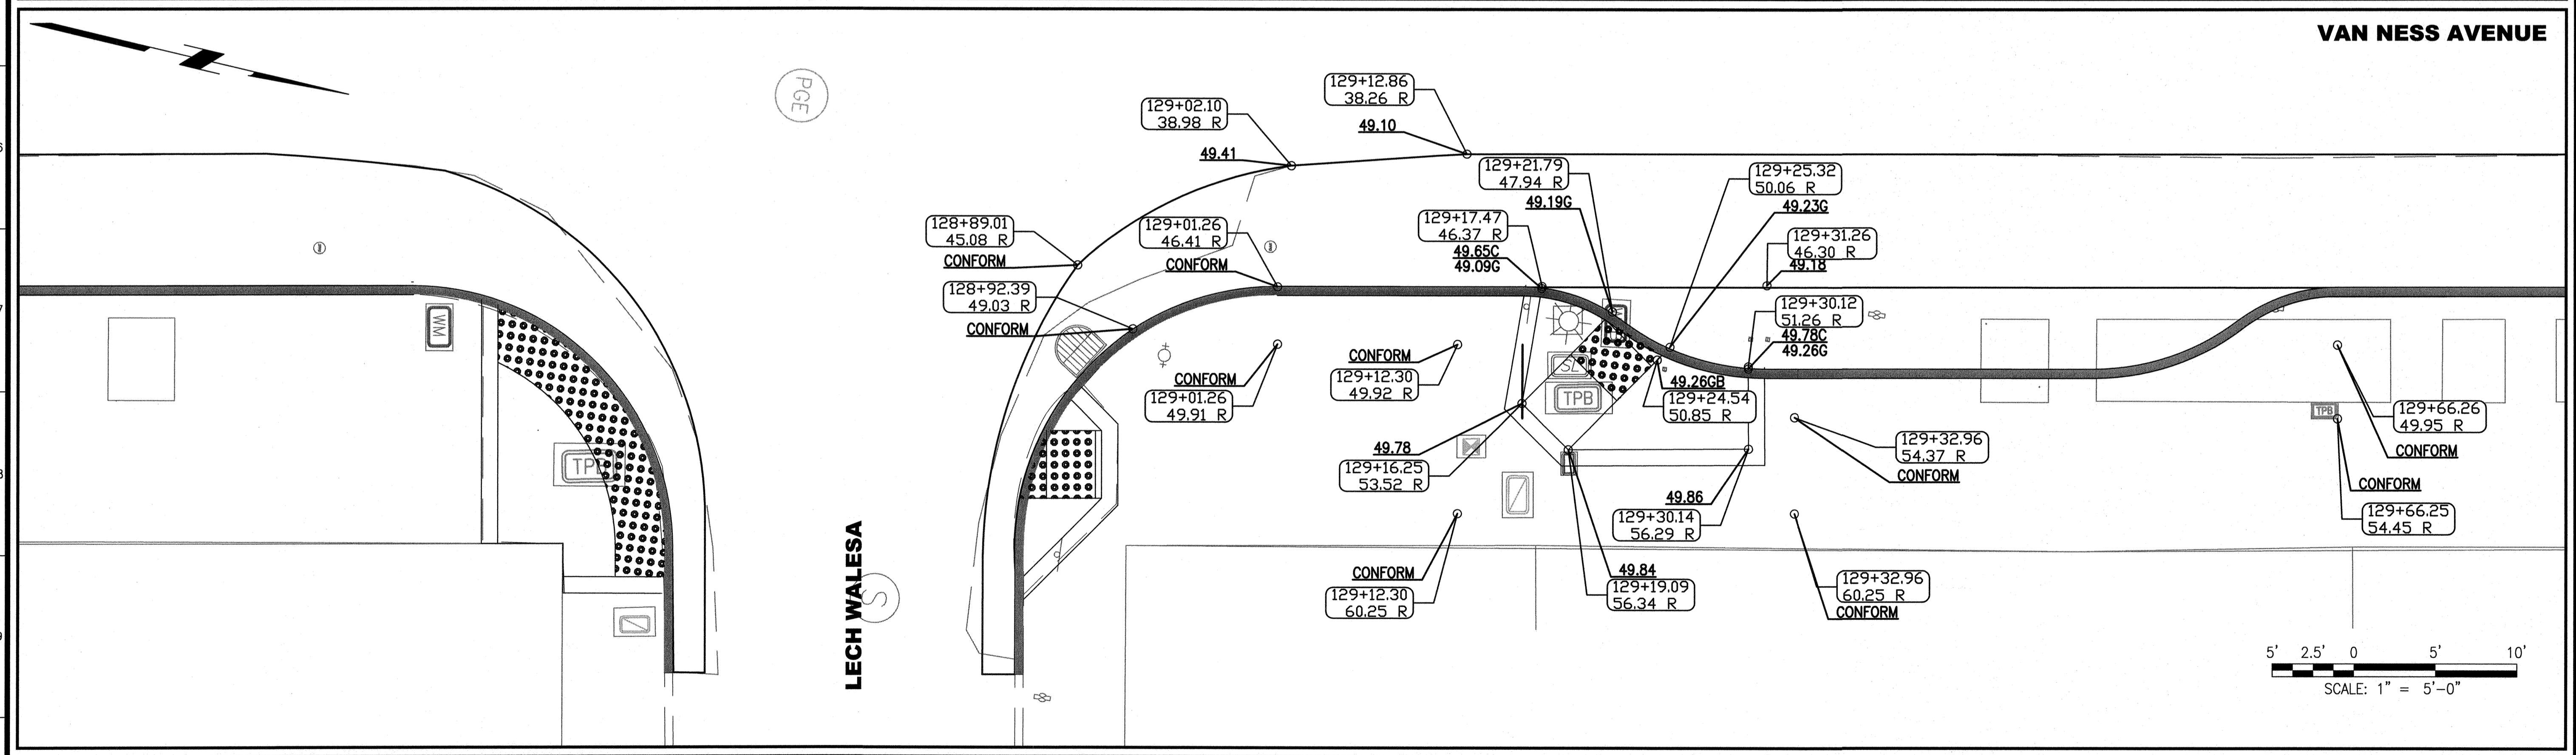 VAN NESS AVENUE
PGE
129+12.86
38.26 R
49.10
129+02.10
38.98 R
49.41
129+21.79
47.94 R
49.19G
129+25.32
50.06 R
49.23G
128+89.01
45.08 R
CONFORM
129+01.26
46.41 R
CONFORM
129+17.47
46.37 R
49.65C
49.09G
129+31.26
46.30 R
49.18
128+92.39
49.03 R
CONFORM
129+30.12
51.26 R
49.78C
49.26G
WM
CONFORM
129+01.26
49.91 R
CONFORM
129+12.30
49.92 R
SL
TPB
49.26GB
129+24.54
50.85 R
TPB
129+66.26
49.95 R
CONFORM
129+32.96
54.37 R
CONFORM
49.78
129+16.25
53.52 R
TPB
49.86
129+30.14
56.29 R
CONFORM
129+66.25
54.45 R
LECH WALESA
S
CONFORM
129+12.30
60.25 R
49.84
129+19.09
56.34 R
129+32.96
60.25 R
CONFORM
5' 2.5' 0 5' 10'
SCALE: 1" = 5'-0"